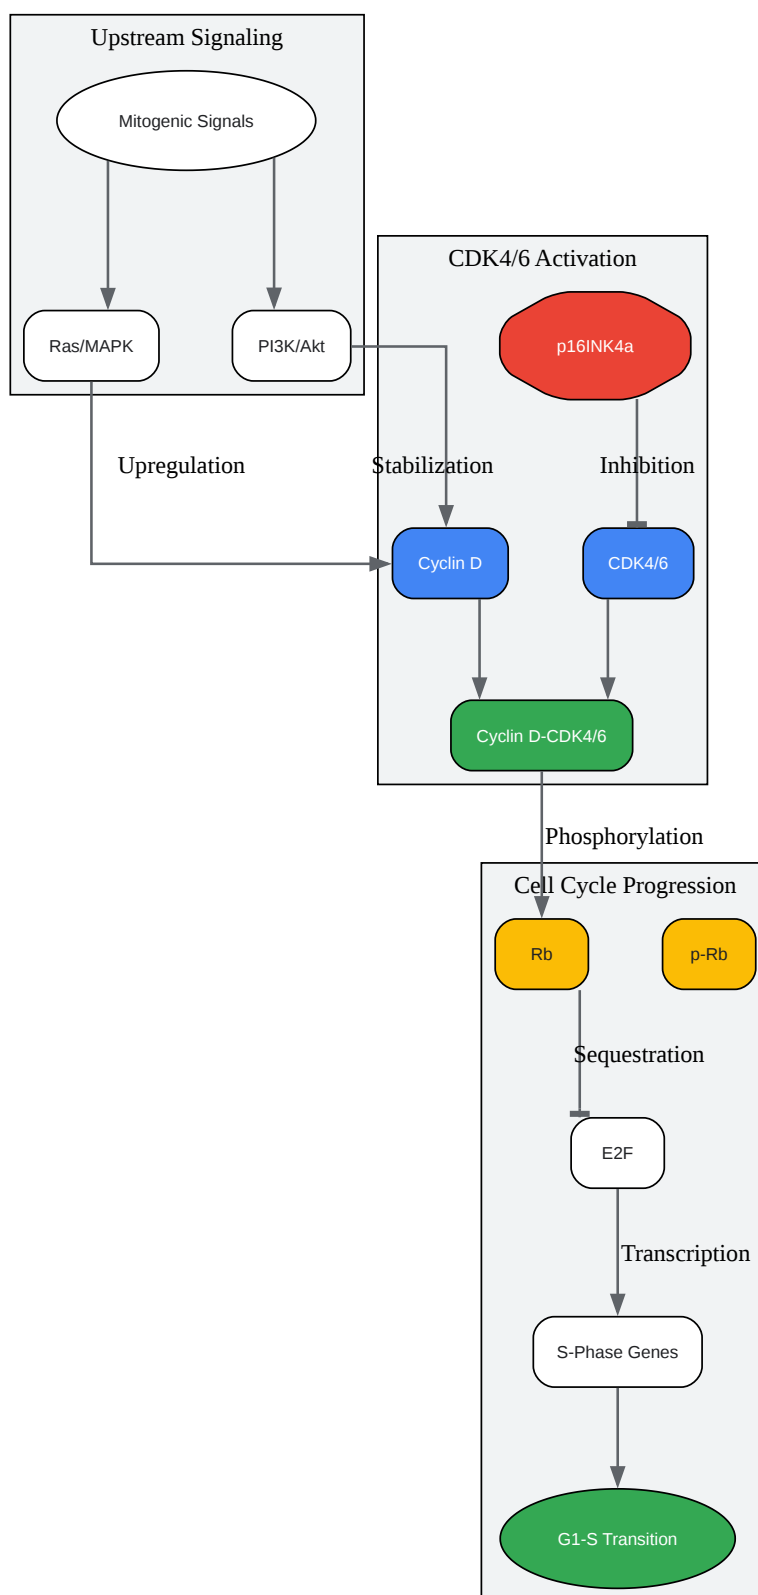 Upstream Signaling
Mitogenic Signals
CDK4/6 Activation
Ras/MAPK
PI3K/Akt
p16INK4a
Upregulation
Stabilization
Inhibition
Cyclin D
CDK4/6
Cyclin D-CDK4/6
Phosphorylation
Cell Cycle Progression
Rb
p-Rb
Sequestration
E2F
Transcription
S-Phase Genes
G1-S Transition